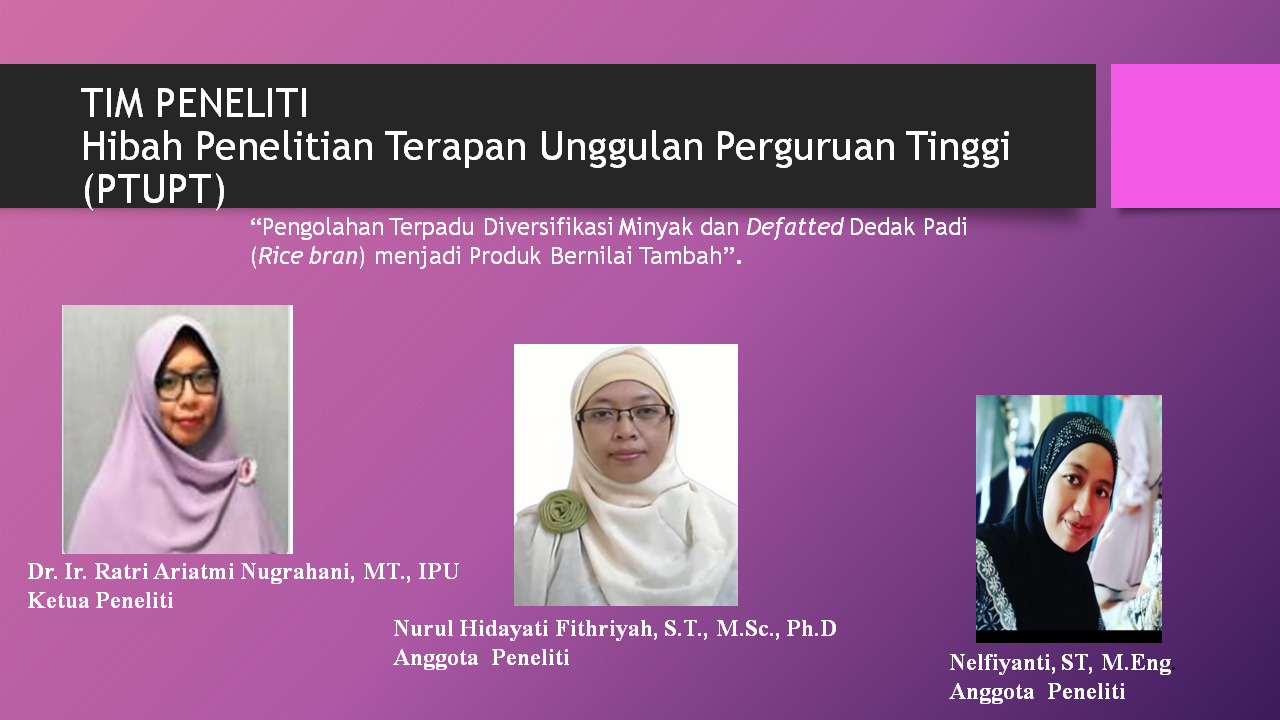 TIM PENELITI
Hibah Penelitian Terapan Unggulan Perguruan Tinggi
(PTUPT)
“Pengolahan Terpadu Diversifikasi Minyak dan Defatted Dedak Padi
(Rice bran) menjadi Produk Bernilai Tambah”.
Dr. Ir. Ratri Ariatmi Nugrahani, MT., IPU
Ketua Peneliti
Nurul Hidayati Fithriyah, S.T., M.Sc., Ph.D
Anggota Peneliti
Nelfiyanti, ST, M.Eng
Anggota Peneliti